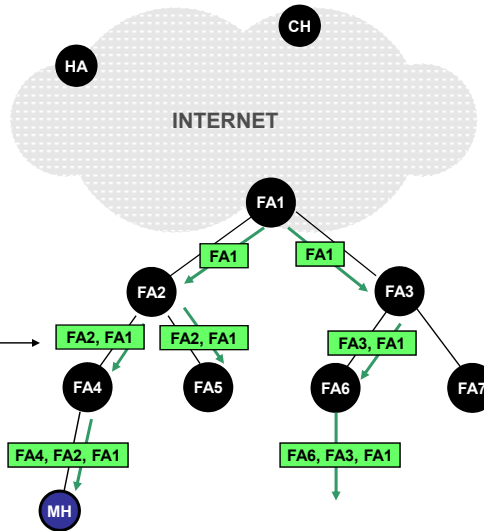 CH
HA
INTERNET
FA1
FA1
FA1
FA2
FA3
FA2, FA1
FA2, FA1
FA3, FA1
FA4
FA5
FA6
FA7
FA4, FA2, FA1
FA6, FA3, FA1
MH